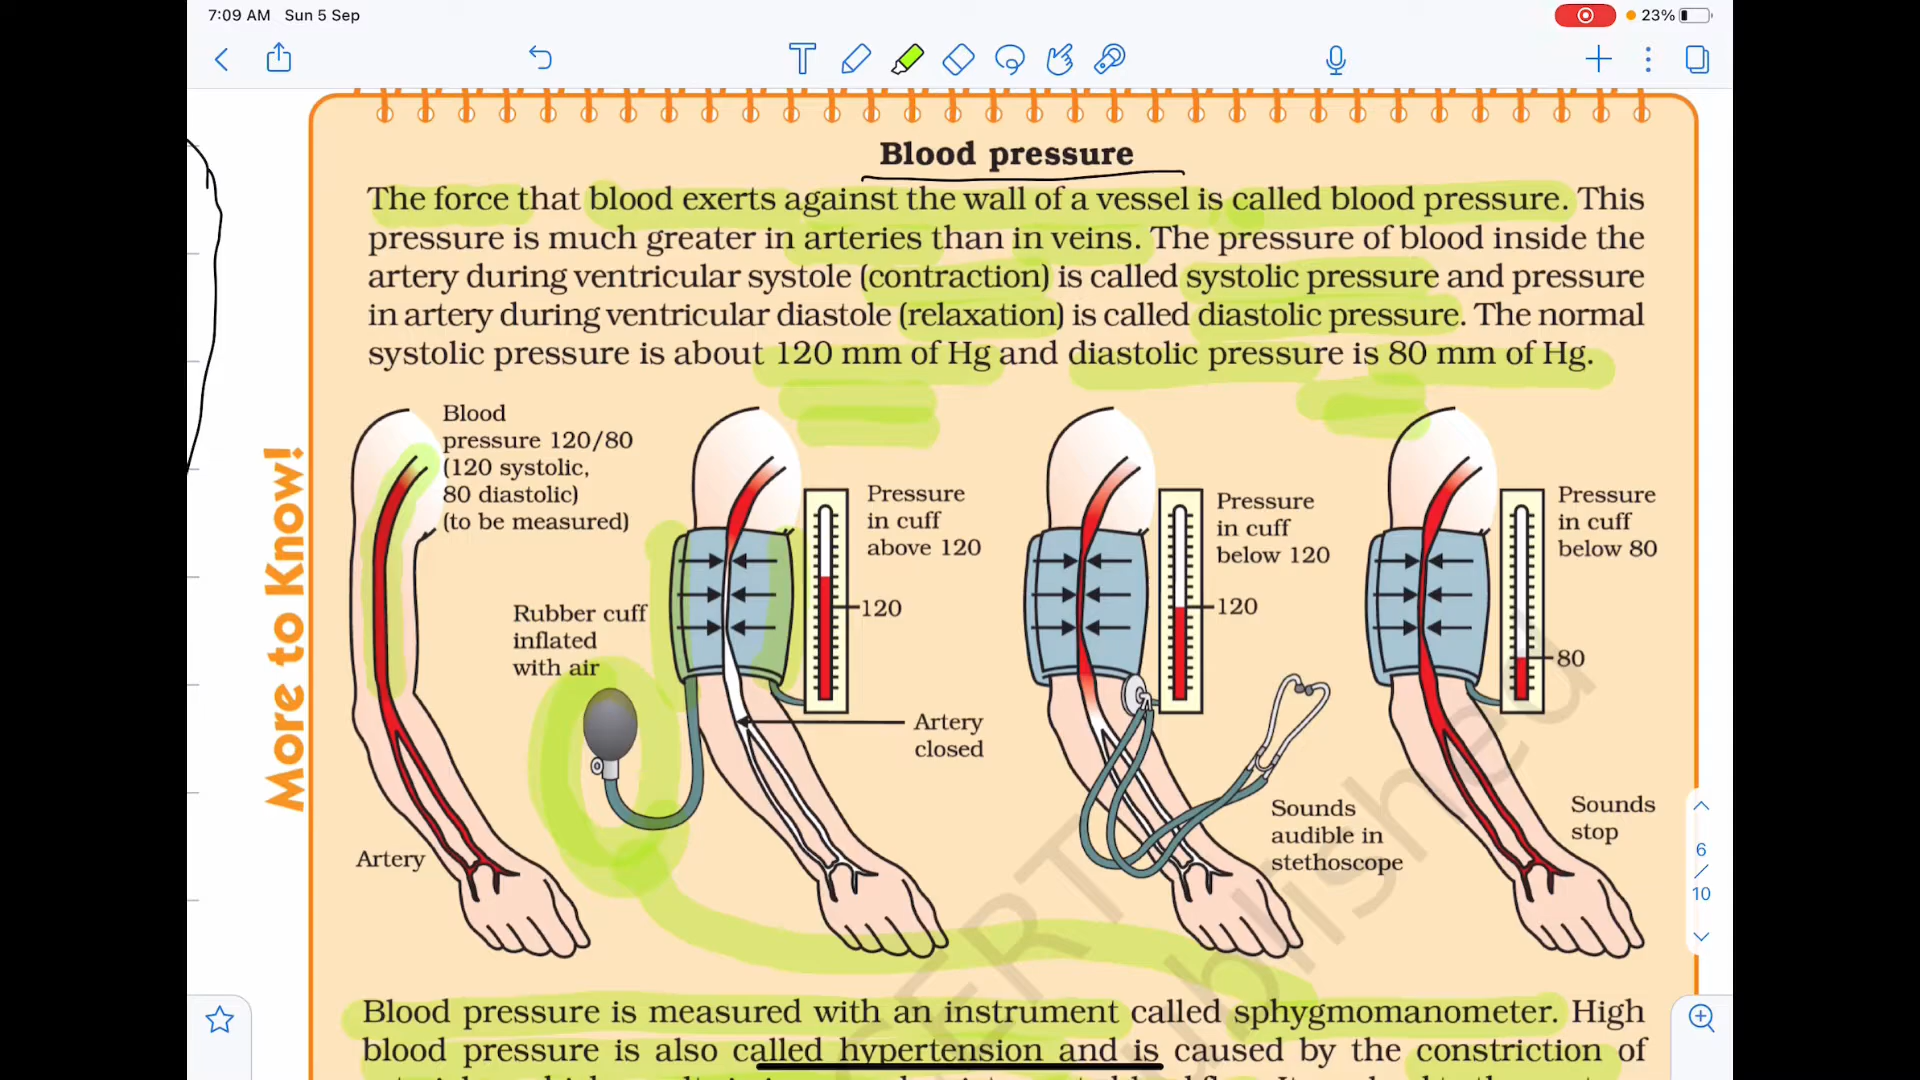 7:09 AM Sun 5 Sep
23%
Blood pressure
The force that blood exerts against the wall of a vessel is called blood pressure. This
pressure is much greater in arteries than in veins. The pressure of blood inside the
artery during ventricular systole (contraction) is called systolic pressure and pressure
in artery during ventricular diastole (relaxation) is called diastolic pressure. The normal
systolic pressure is about 120 mm of Hg and diastolic pressure is 80 mm of Hg.
More to Know!
Blood
pressure 120/80
(120 systolic,
80 diastolic)
(to be measured)
Artery
Rubber cuff
inflated
with air
Pressure
in cuff
above 120
120
Artery
closed
Pressure
in cuff
below 120
120
Sounds
audible in
stethoscope
Pressure
in cuff
below 80
80
Sounds
stop
6
/
10
Blood pressure is measured with an instrument called sphygmomanometer. High
blood pressure is also called hypertension and is caused by the constriction of